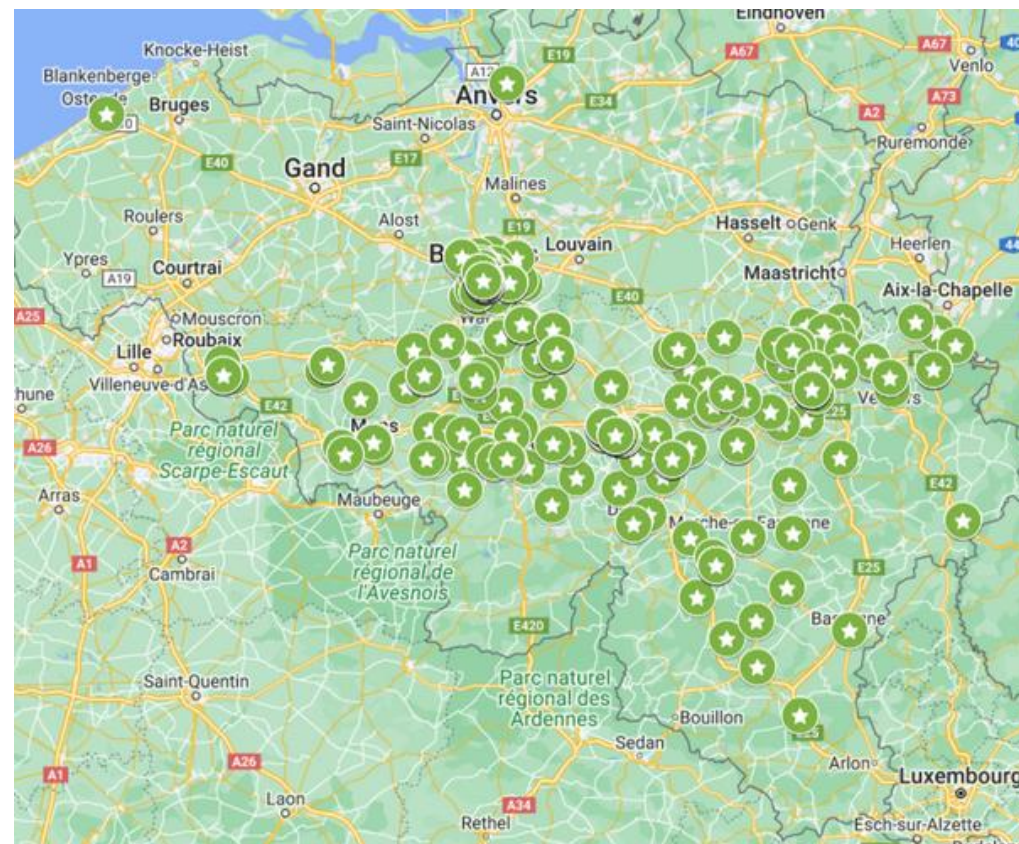 Eindhoven
E19
A67
A67
Knocke-Heist
A12
Venlo
Blankenberge
Anvers
E34
A73
Bruges
A2
Saint-Nicolas
Ruremonde
E40
E17
Gand
Malines
Roulers
Alost
E19
Hasselt
Genk
Louvain
Heerlen
Ypres
A19
Courtrai
Maastricht
Aix-la-Chapelle
E40
A25
Mouscron
Roubaix
Lille
Villeneuve-d'As
E42
A26
Parc naturel
régional
Scarpe-Escaut
E42
Arras
Maubeuge
A2
Parc naturel
régional de
l'Avesnois
A1
Cambrai
E25
E420
Saint-Quentin
Parc naturel
régional des
Ardennes
Bouillon
Sedan
Arlon
A26
A1
Luxembourg
Laon
A34
Rethel
Esch-sur-Alzette